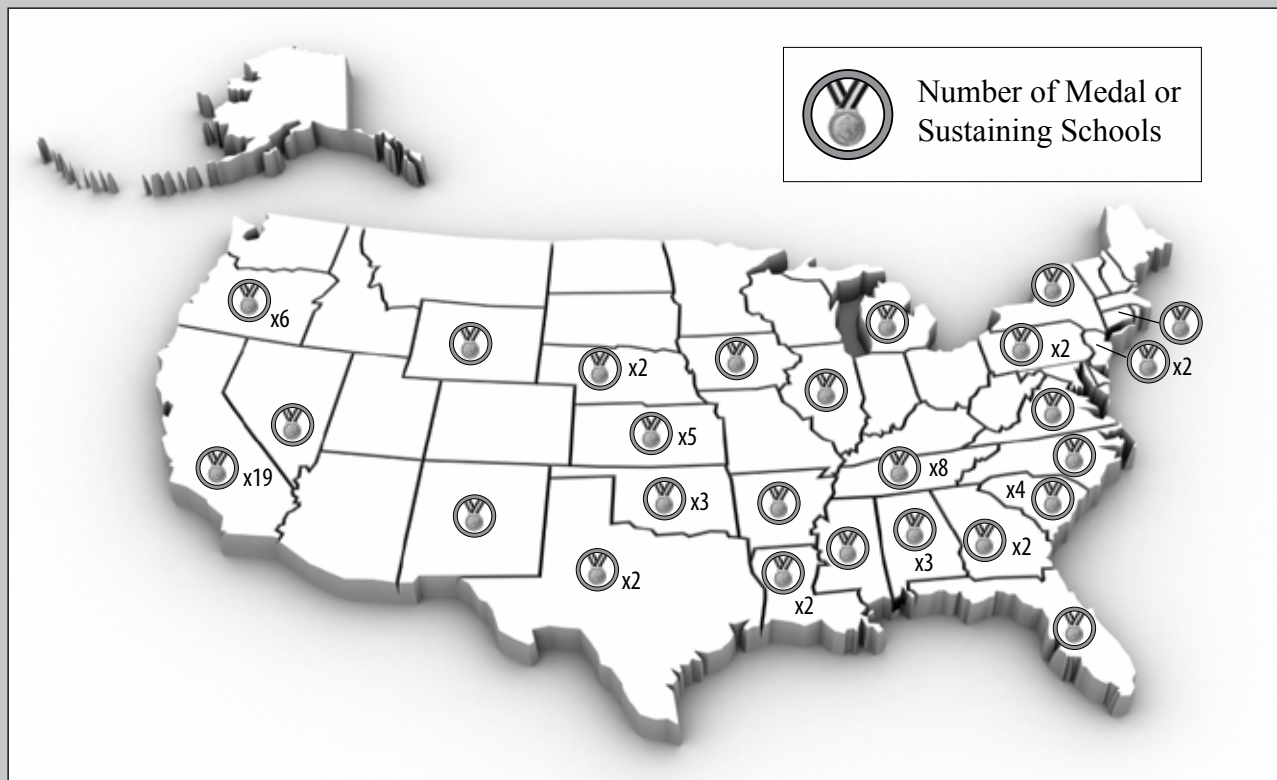 Number of Medal or
Sustaining Schools
x6
x2
x2
x2
x5
x19
x8
x3
x4
x2
x3
x2
x2